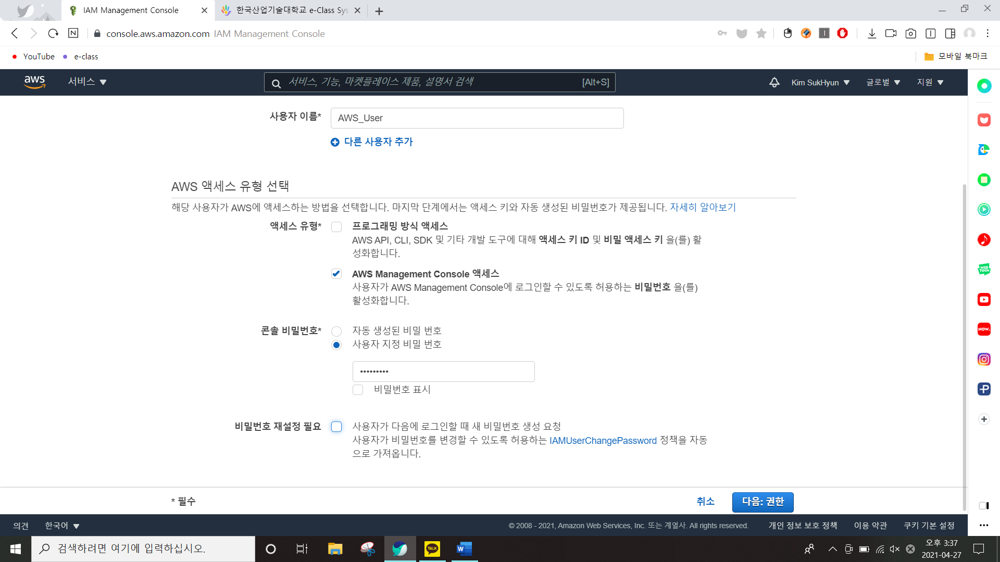 IAM Management Console
한국산업기술대학교 e-Class Sys
console.aws.amazon.com IAM Management Console
YouTube
e-class
모바일 북마크
aws
서비스
서비스, 기능, 마켓플레이스 제품, 설명서 검색
[Alt+S]
Kim SukHyun
글로벌
지원
사용자 이름*
AWS_User
다른 사용자 추가
AWS 액세스 유형 선택
해당 사용자가 AWS에 액세스하는 방법을 선택합니다. 마지막 단계에서는 액세스 키와 자동 생성된 비밀번호가 제공됩니다. 자세히 알아보기
액세스 유형*
프로그래밍 방식 액세스
AWS API, CLI, SDK 및 기타 개발 도구에 대해 액세스 키 ID 및 비밀 액세스 키 을(를) 활
성화합니다.
AWS Management Console 액세스
사용자가 AWS Management Console에 로그인할 수 있도록 허용하는 비밀번호 을(를)
활성화합니다.
콘솔 비밀번호*
자동 생성된 비밀 번호
사용자 지정 비밀 번호
•••••••••
비밀번호 표시
비밀번호 재설정 필요
사용자가 다음에 로그인할 때 새 비밀번호 생성 요청
사용자가 비밀번호를 변경할 수 있도록 허용하는 IAMUserChangePassword 정책을 자동
으로 가져옵니다.
* 필수
취소
다음: 권한
의견
한국어
© 2008 - 2021, Amazon Web Services, Inc. 또는 계열사. All rights reserved.
개인 정보 보호 정책
이용 약관
쿠키 기본 설정
WEB
TOON
NOW.
검색하려면 여기에 입력하십시오.
TALK
W
오후 3:37
2021-04-27